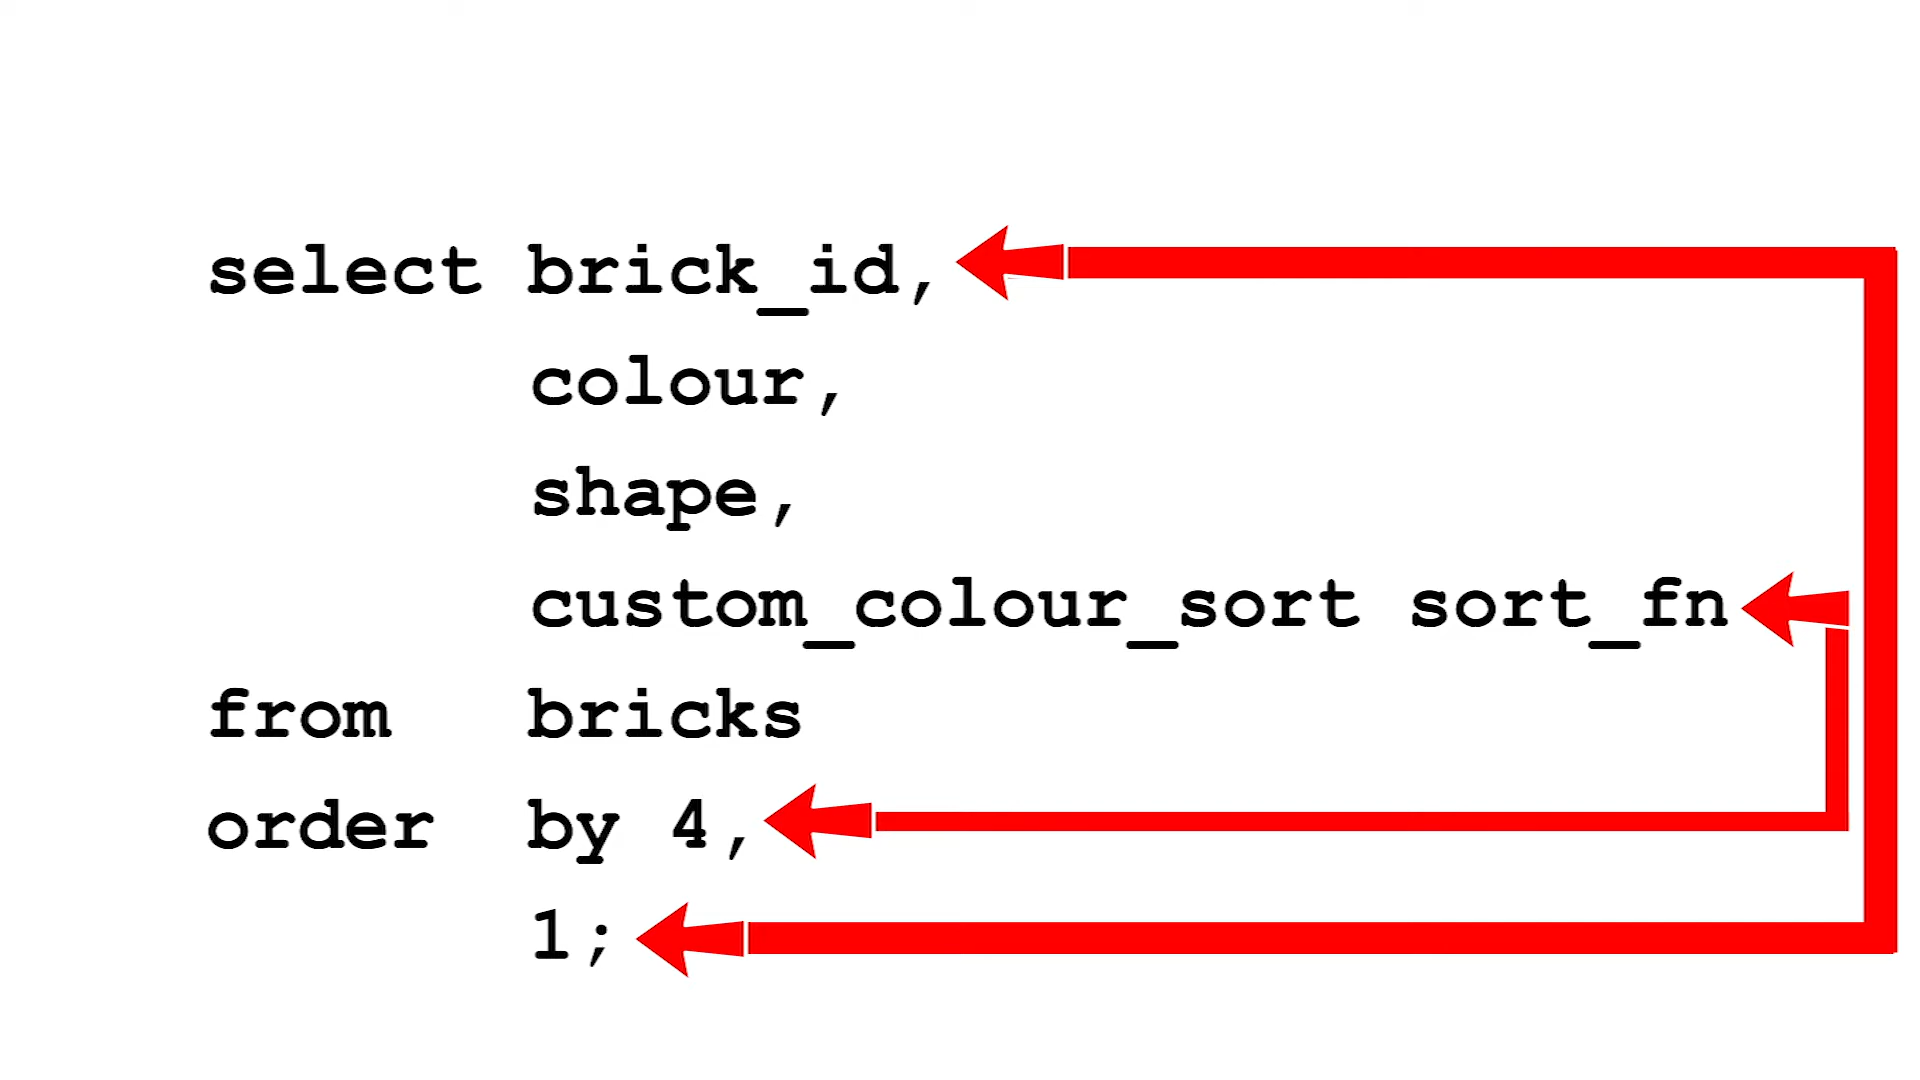 select brick_id,
colour,
shape,
custom_colour_sort sort_fn
from bricks
order by 4,
1;